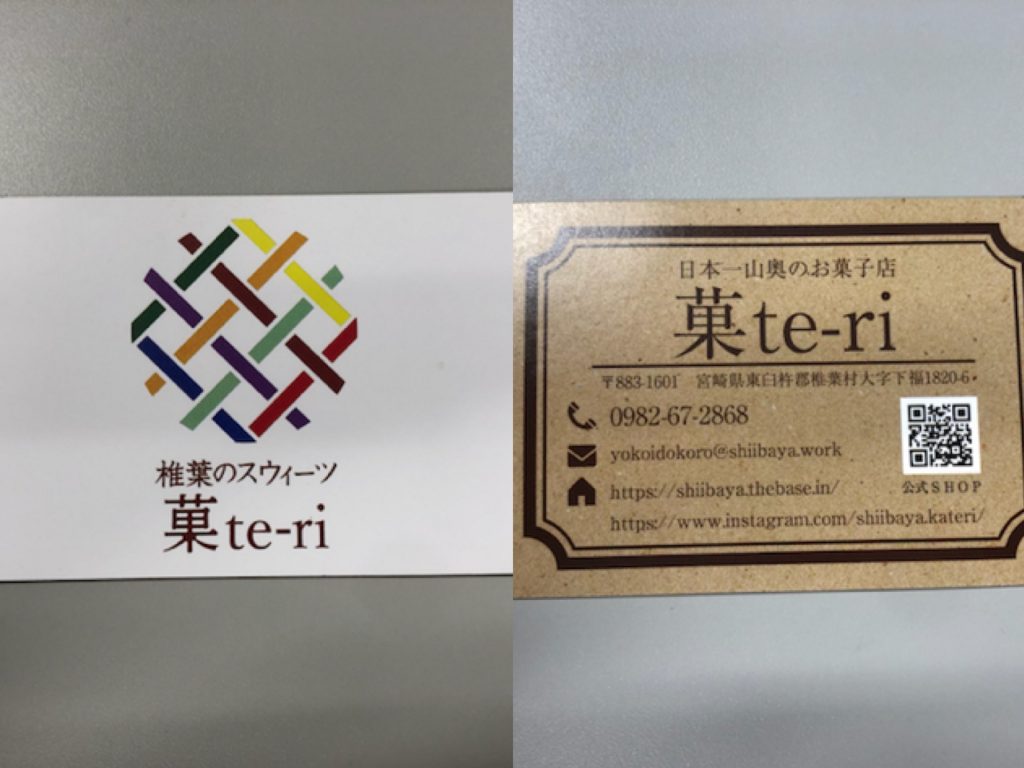 椎葉のスウィーツ
菓te-ri
日本一山奥のお菓子店
菓te-ri
〒883-1601 宮崎県東臼杵郡椎葉村大字下福1820-6
0982-67-2868
yokoidokoro@shiibaya.work
https://shiibaya.thebase.in/
公式SHOP
https://www.instagram.com/shiibaya.kateri/